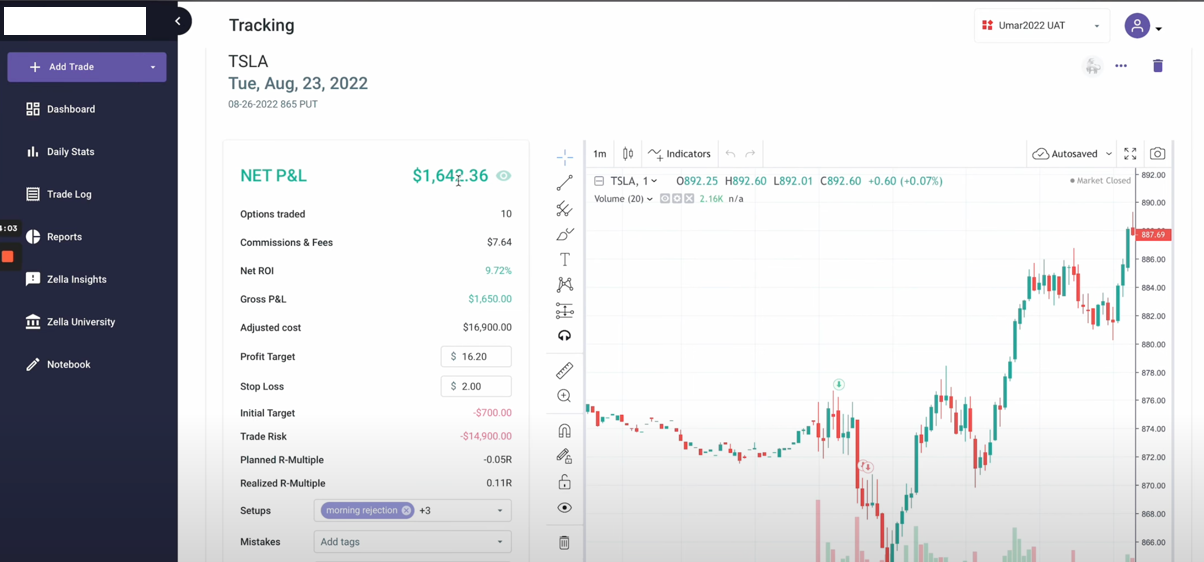 Tracking
Umar2022 UAT
Add Trade
Dashboard
Daily Stats
Trade Log
4:03
Reports
Zella Insights
Zella University
Notebook
TSLA
Tue, Aug, 23, 2022
08-26-2022 865 PUT
NET P&L $1,642.36
Options traded 10
Commissions & Fees $7.64
Net ROI 9.72%
Gross P&L $1,650.00
Adjusted cost $16,900.00
Profit Target $ 16.20
Stop Loss $ 2.00
Initial Target -$700.00
Trade Risk -$14,900.00
Planned R-Multiple -0.05R
Realized R-Multiple 0.11R
Setups morning rejection +3
Mistakes Add tags
1m Indicators Autosaved
TSLA, 1 O892.25 H892.60 L892.01 C892.60 +0.60 (+0.07%) Market Closed
Volume (20) 2.16K n/a
892.00
890.00
887.69
886.00
884.00
882.00
880.00
878.00
876.00
874.00
872.00
870.00
868.00
866.00